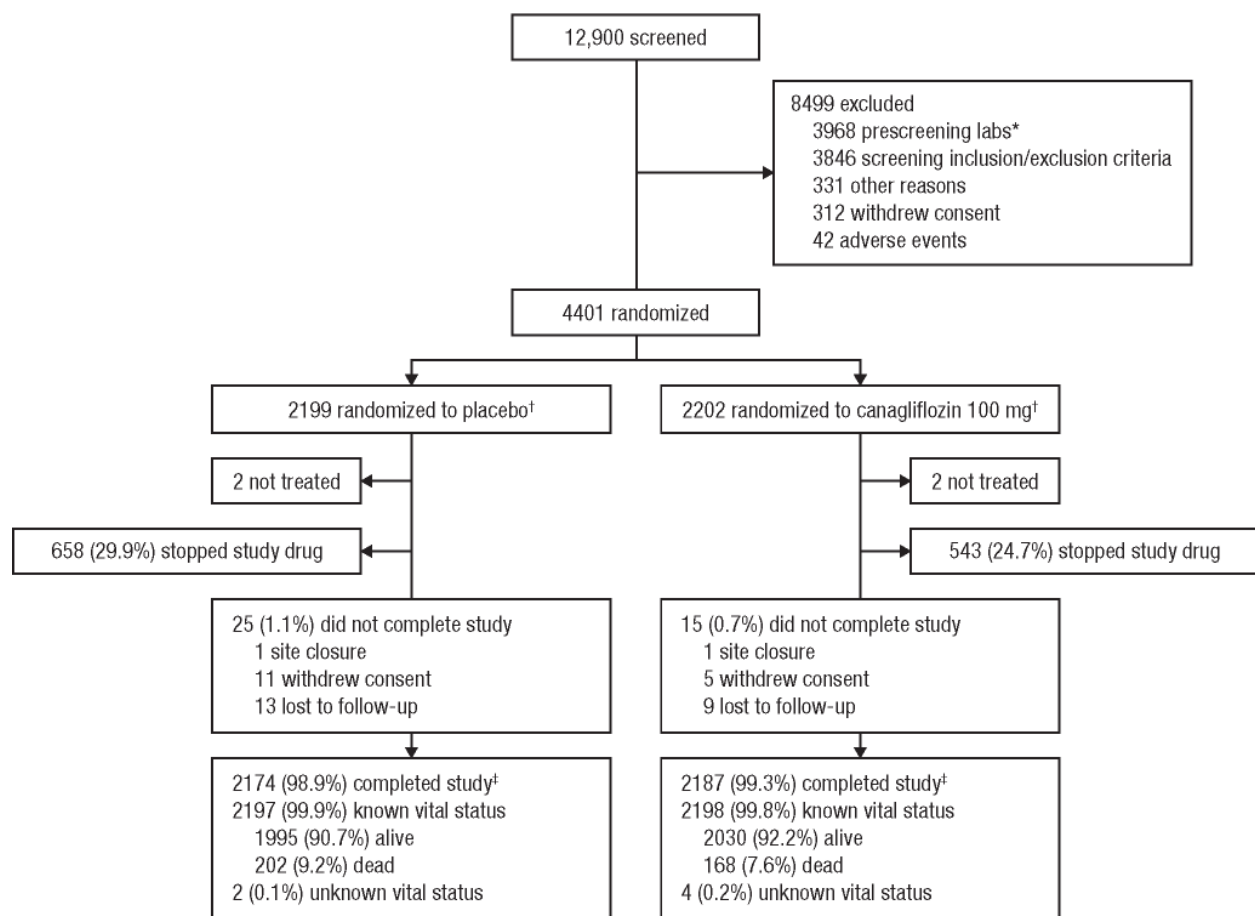 12,900 screened
8499 excluded
3968 prescreening labs*
3846 screening inclusion/exclusion criteria
331 other reasons
312 withdrew consent
42 adverse events
4401 randomized
2199 randomized to placebo†
2202 randomized to canagliflozin 100 mg†
2 not treated
2 not treated
658 (29.9%) stopped study drug
543 (24.7%) stopped study drug
25 (1.1%) did not complete study
1 site closure
11 withdrew consent
13 lost to follow-up
15 (0.7%) did not complete study
1 site closure
5 withdrew consent
9 lost to follow-up
2174 (98.9%) completed study‡
2197 (99.9%) known vital status
1995 (90.7%) alive
202 (9.2%) dead
2 (0.1%) unknown vital status
2187 (99.3%) completed study‡
2198 (99.8%) known vital status
2030 (92.2%) alive
168 (7.6%) dead
4 (0.2%) unknown vital status